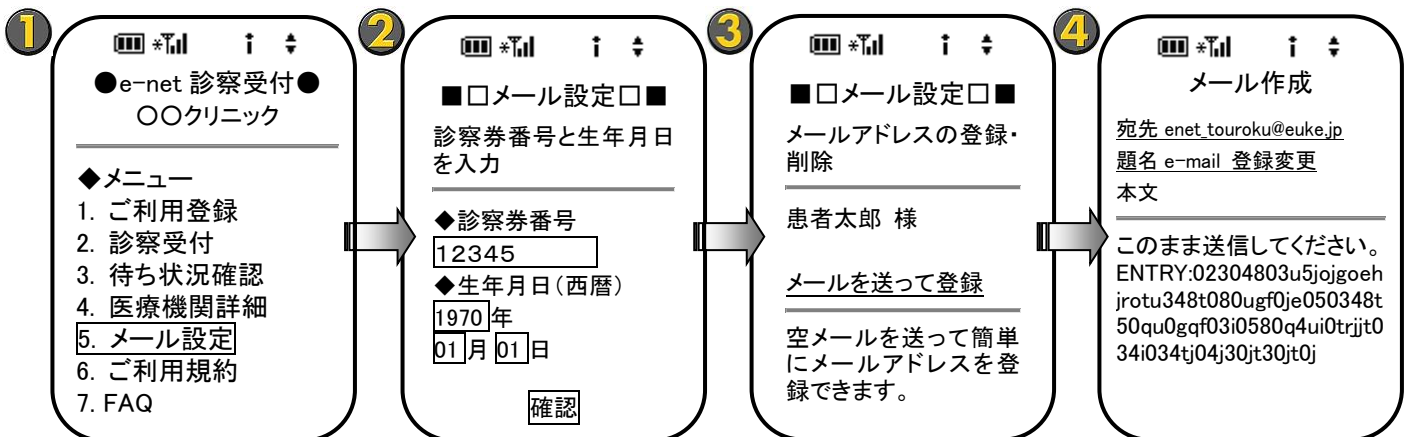 1
●e-net 診察受付●
○○クリニック
◆メニュー
1. ご利用登録
2. 診察受付
3. 待ち状況確認
4. 医療機関詳細
5. メール設定
6. ご利用規約
7. FAQ
2
■□メール設定□■
診察券番号と生年月日
を入力
◆診察券番号
12345
◆生年月日(西暦)
1970年
01月01日
確認
3
■□メール設定□■
メールアドレスの登録・
削除
患者太郎 様
メールを送って登録
空メールを送って簡単
にメールアドレスを登
録できます。
4
メール作成
宛先 enet_touroku@euke.jp
題名 e-mail 登録変更
本文
このまま送信してください。
ENTRY:02304803u5jojgoeh
jrotu348t080ugf0je050348t
50qu0gqf03i0580q4ui0trjjt0
34i034tj04j30jt30jt0j